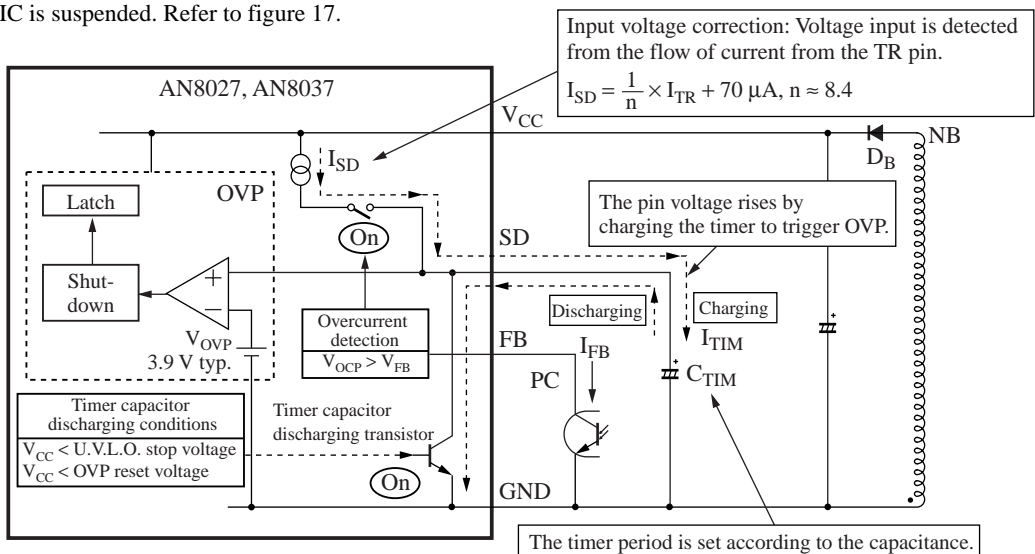 IC is suspended. Refer to figure 17.
Input voltage correction: Voltage input is detected
from the flow of current from the TR pin.
I_SD = 1/n × I_TR + 70 µA, n ≈ 8.4
AN8027, AN8037
V_CC
NB
D_B
I_SD
OVP
Latch
On
SD
The pin voltage rises by
charging the timer to trigger OVP.
+
−
Shut-
down
V_OVP
3.9 V typ.
Overcurrent
detection
V_OCP > V_FB
Discharging
Charging
I_TIM
FB
I_FB
PC
+
C_TIM
+
Timer capacitor
discharging conditions
V_CC < U.V.L.O. stop voltage
V_CC < OVP reset voltage
Timer capacitor
discharging transistor
On
GND
The timer period is set according to the capacitance.